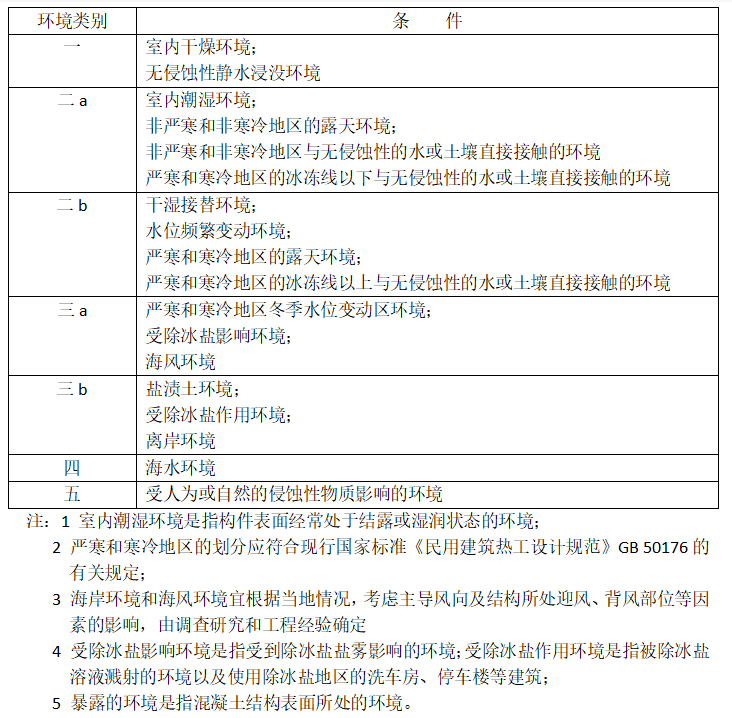 环境类别 条 件
一 室内干燥环境；
无侵蚀性静水浸没环境
二 a 室内潮湿环境；
非严寒和非寒冷地区的露天环境；
非严寒和非寒冷地区与无侵蚀性的水或土壤直接接触的环境
严寒和寒冷地区的冰冻线以下与无侵蚀性的水或土壤直接接触的环境
二 b 干湿接替环境；
水位频繁变动环境；
严寒和寒冷地区的露天环境；
严寒和寒冷地区的冰冻线以上与无侵蚀性的水或土壤直接接触的环境
三 a 严寒和寒冷地区冬季水位变动区环境；
受除冰盐影响环境；
海风环境
三 b 盐渍土环境；
受除冰盐作用环境；
离岸环境
四 海水环境
五 受人为或自然的侵蚀性物质影响的环境
注：1 室内潮湿环境是指构件表面经常处于结露或湿润状态的环境；
2 严寒和寒冷地区的划分应符合现行国家标准《民用建筑热工设计规范》GB 50176 的
有关规定；
3 海岸环境和海风环境宜根据当地情况，考虑主导风向及结构所处迎风、背风部位等因
素的影响，由调查研究和工程经验确定
4 受除冰盐影响环境是指受到除冰盐盐雾影响的环境；受除冰盐作用环境是指被除冰盐
溶液溅射的环境以及使用除冰盐地区的洗车房、停车楼等建筑；
5 暴露的环境是指混凝土结构表面所处的环境。